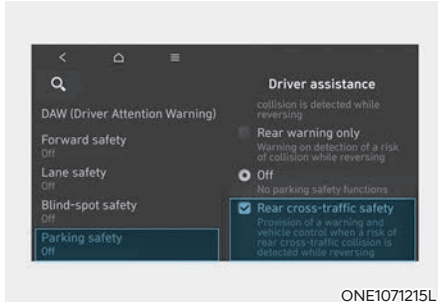 Driver assistance
DAW (Driver Attention Warning)
Forward safety
Off
Lane safety
Off
Blind-spot safety
Off
Parking safety
Off
collision is detected while
reversing
Rear warning only
Warning on detection of a risk
of collision while reversing
Off
No parking safety functions
Rear cross-traffic safety
Provision of a warning and
vehicle control when a risk of
rear cross-traffic collision is
detected while reversing
ONE1071215L